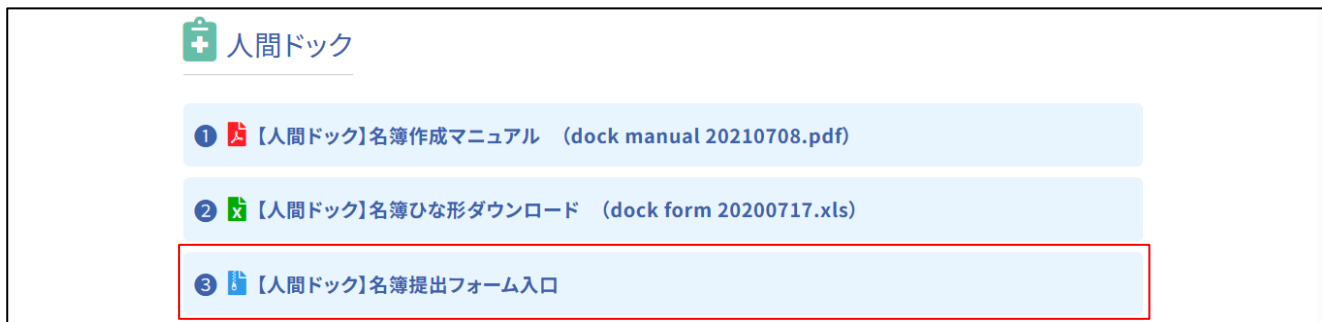 人間ドック
❶ 【人間ドック】名簿作成マニュアル （dock manual 20210708.pdf）
❷ 【人間ドック】名簿ひな形ダウンロード （dock form 20200717.xls）
❸ 【人間ドック】名簿提出フォーム入口